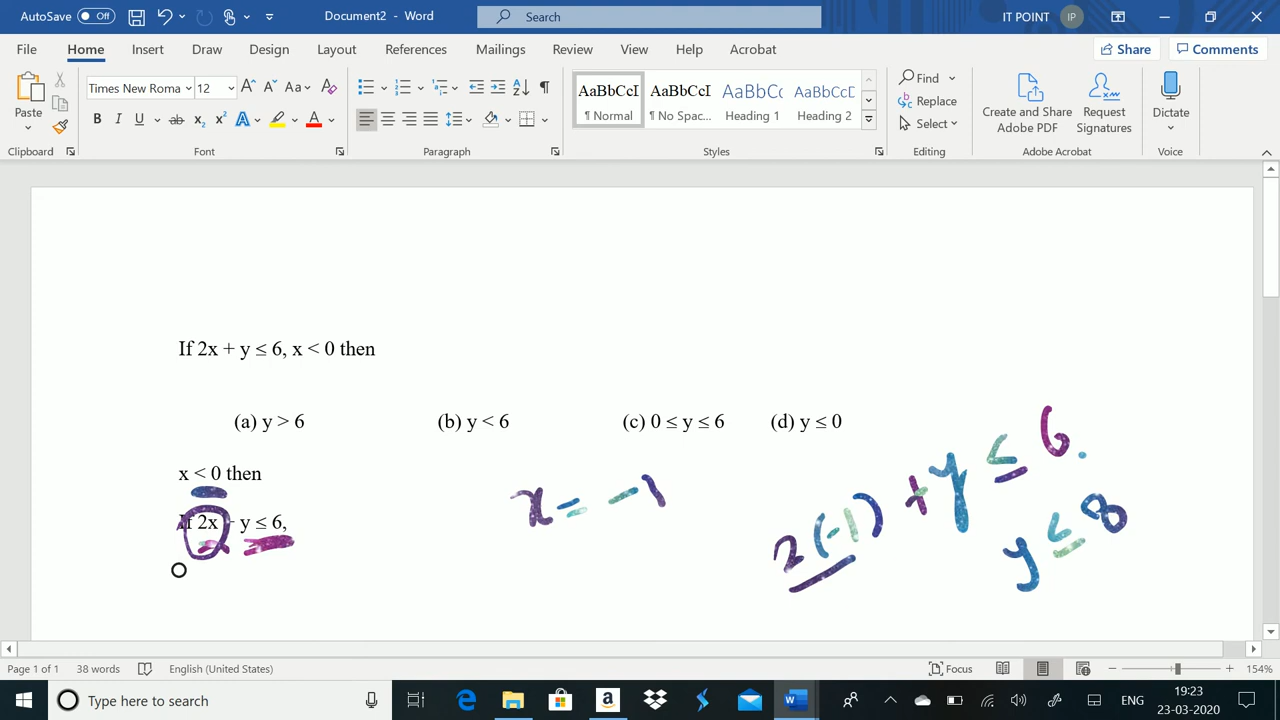 AutoSave Off Document2 - Word Search IT POINT IP
File Home Insert Draw Design Layout References Mailings Review View Help Acrobat Share Comments
Paste Times New Roma 12 Aa AaBbCcI AaBbCcI AaBbCc AaBbCcI Find Replace Select Create and Share Adobe PDF Request Signatures Dictate
¶ Normal ¶ No Spac... Heading 1 Heading 2
Clipboard Font Paragraph Styles Editing Adobe Acrobat Voice
If 2x + y ≤ 6, x < 0 then
(a) y > 6 (b) y < 6 (c) 0 ≤ y ≤ 6 (d) y ≤ 0
x < 0 then
x = -1
2(-1) + y ≤ 6.
If 2x + y ≤ 6,
y ≤ 8
Page 1 of 1 38 words English (United States) Focus 154%
Type here to search ENG 19:23
23-03-2020